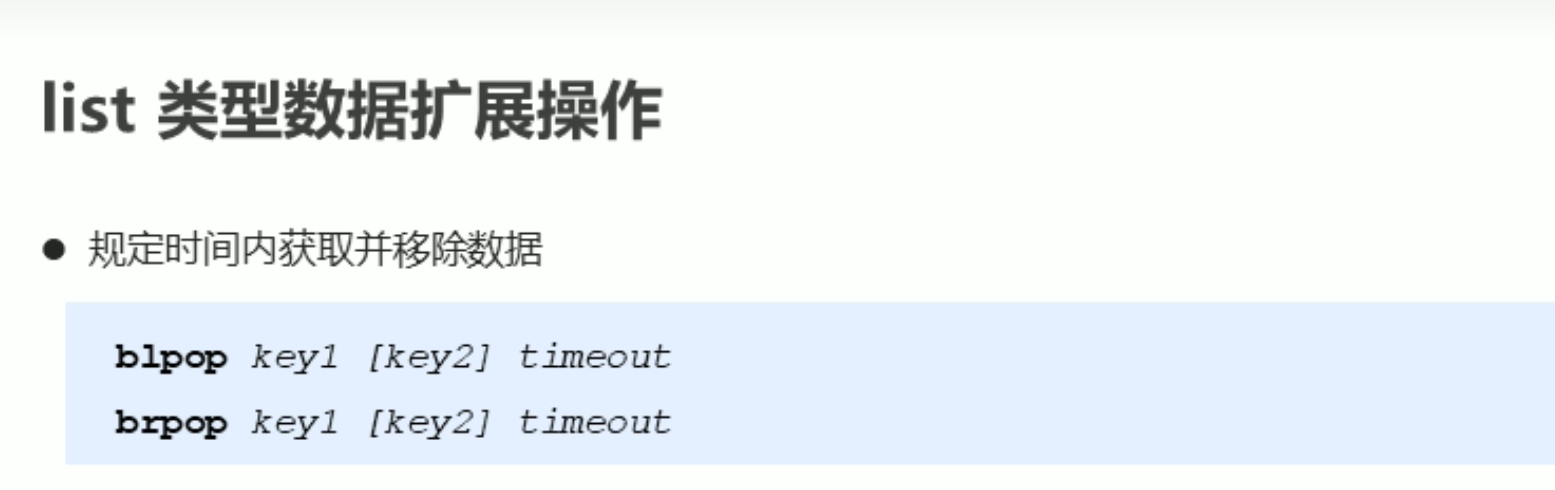 list 类型数据扩展操作
● 规定时间内获取并移除数据
blpop key1 [key2] timeout
brpop key1 [key2] timeout